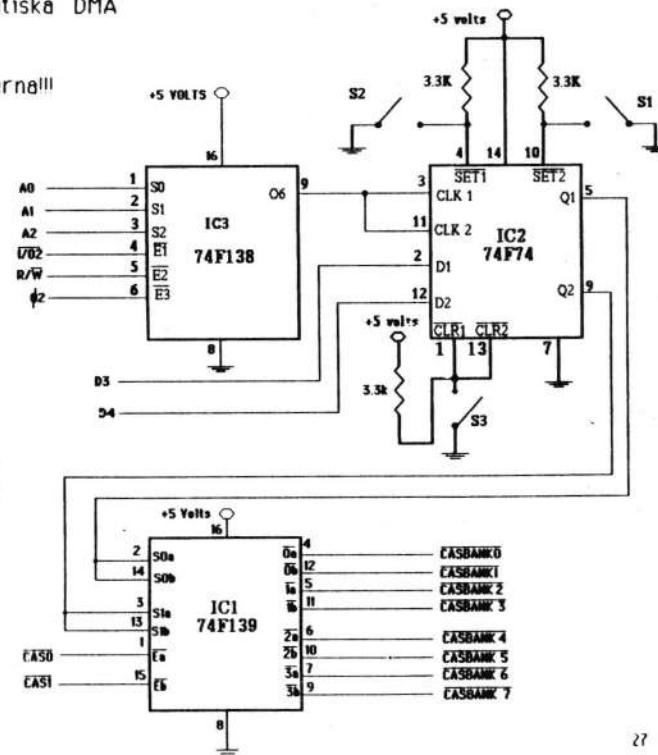 tiska DMA
rna!!!
+5 volts
3.3K
3.3K
S2
S1
+5 VOLTS
16
4
14
10
SET1
SET2
A0
1
S0
O6
9
A1
2
S1
A2
3
S2
I/O2
4
E1
R/W
5
E2
ϕ2
6
E3
IC3
74F138
8
3
CLK 1
11
CLK 2
2
D1
12
D2
IC2
74F74
Q1
5
Q2
9
CLR1
CLR2
1
13
7
+5 volts
3.3k
S3
D3
D4
+5 Volts
16
2
S0a
14
S0b
3
S1a
13
S1b
1
CAS0
Ea
CAS1
15
Eb
IC1
74F139
8
0a
4
CASBANK0
0b
12
CASBANK1
1a
5
CASBANK 2
1b
11
CASBANK 3
2a
6
CASBANK 4
2b
10
CASBANK 5
3a
7
CASBANK 6
3b
9
CASBANK 7
27